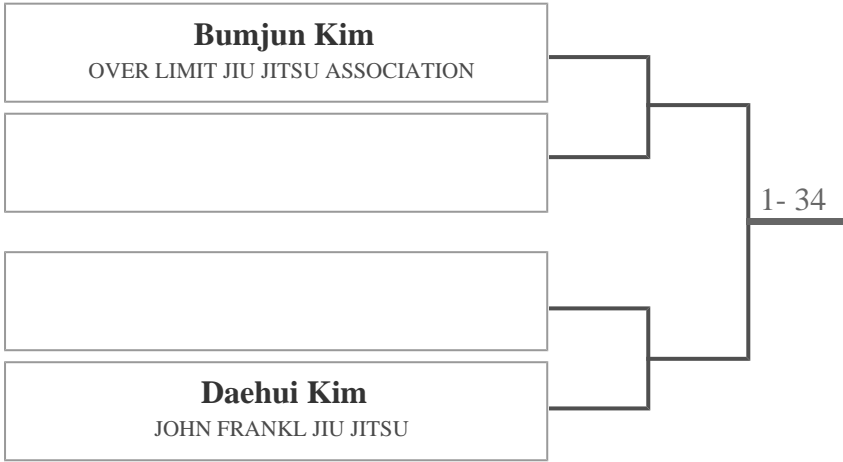 Bumjun Kim
OVER LIMIT JIU JITSU ASSOCIATION
1- 34
Daehui Kim
JOHN FRANKL JIU JITSU